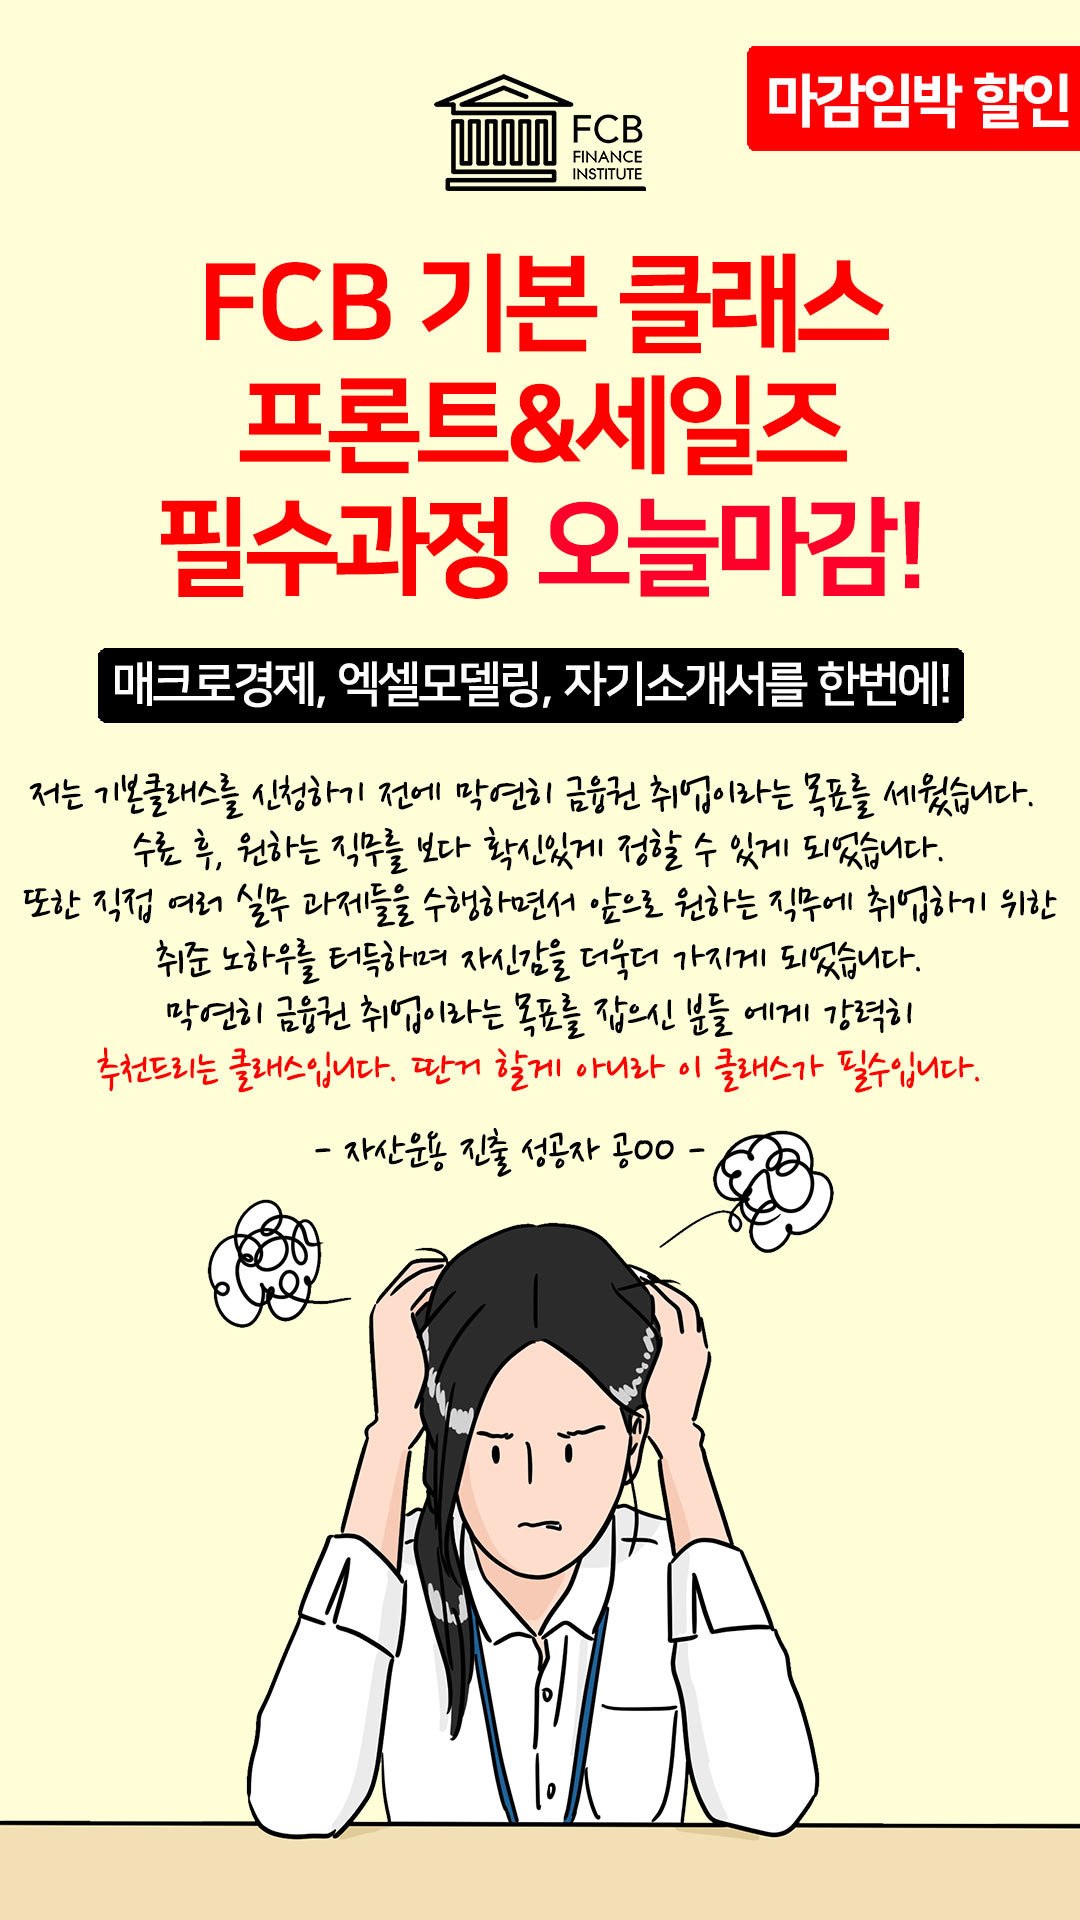 마감임박 할인
FCB
FINANCE
INSTITUTE
FCB 기본 클래스
프론트&세일즈
필수과정 오늘마감!
매크로경제, 엑셀모델링, 자기소개서를 한번에!
저는 기본클래스를 신청하기 전에 막연히 금융권 취업이라는 목표를 세웠습니다.
수료 후, 원하는 직무를 보다 확신있게 정할 수 있게 되었습니다.
또한 직접 여러 실무 과제들을 수행하면서 앞으로 원하는 직무에 취업하기 위한
취준 노하우를 터득하며 자신감을 더욱더 가지게 되었습니다.
막연히 금융권 취업이라는 목표를 잡으신 분들 에게 강력히
추천드리는 클래스입니다. 딴거 할게 아니라 이 클래스가 필수입니다.
- 자산운용 진출 성공자 공OO -